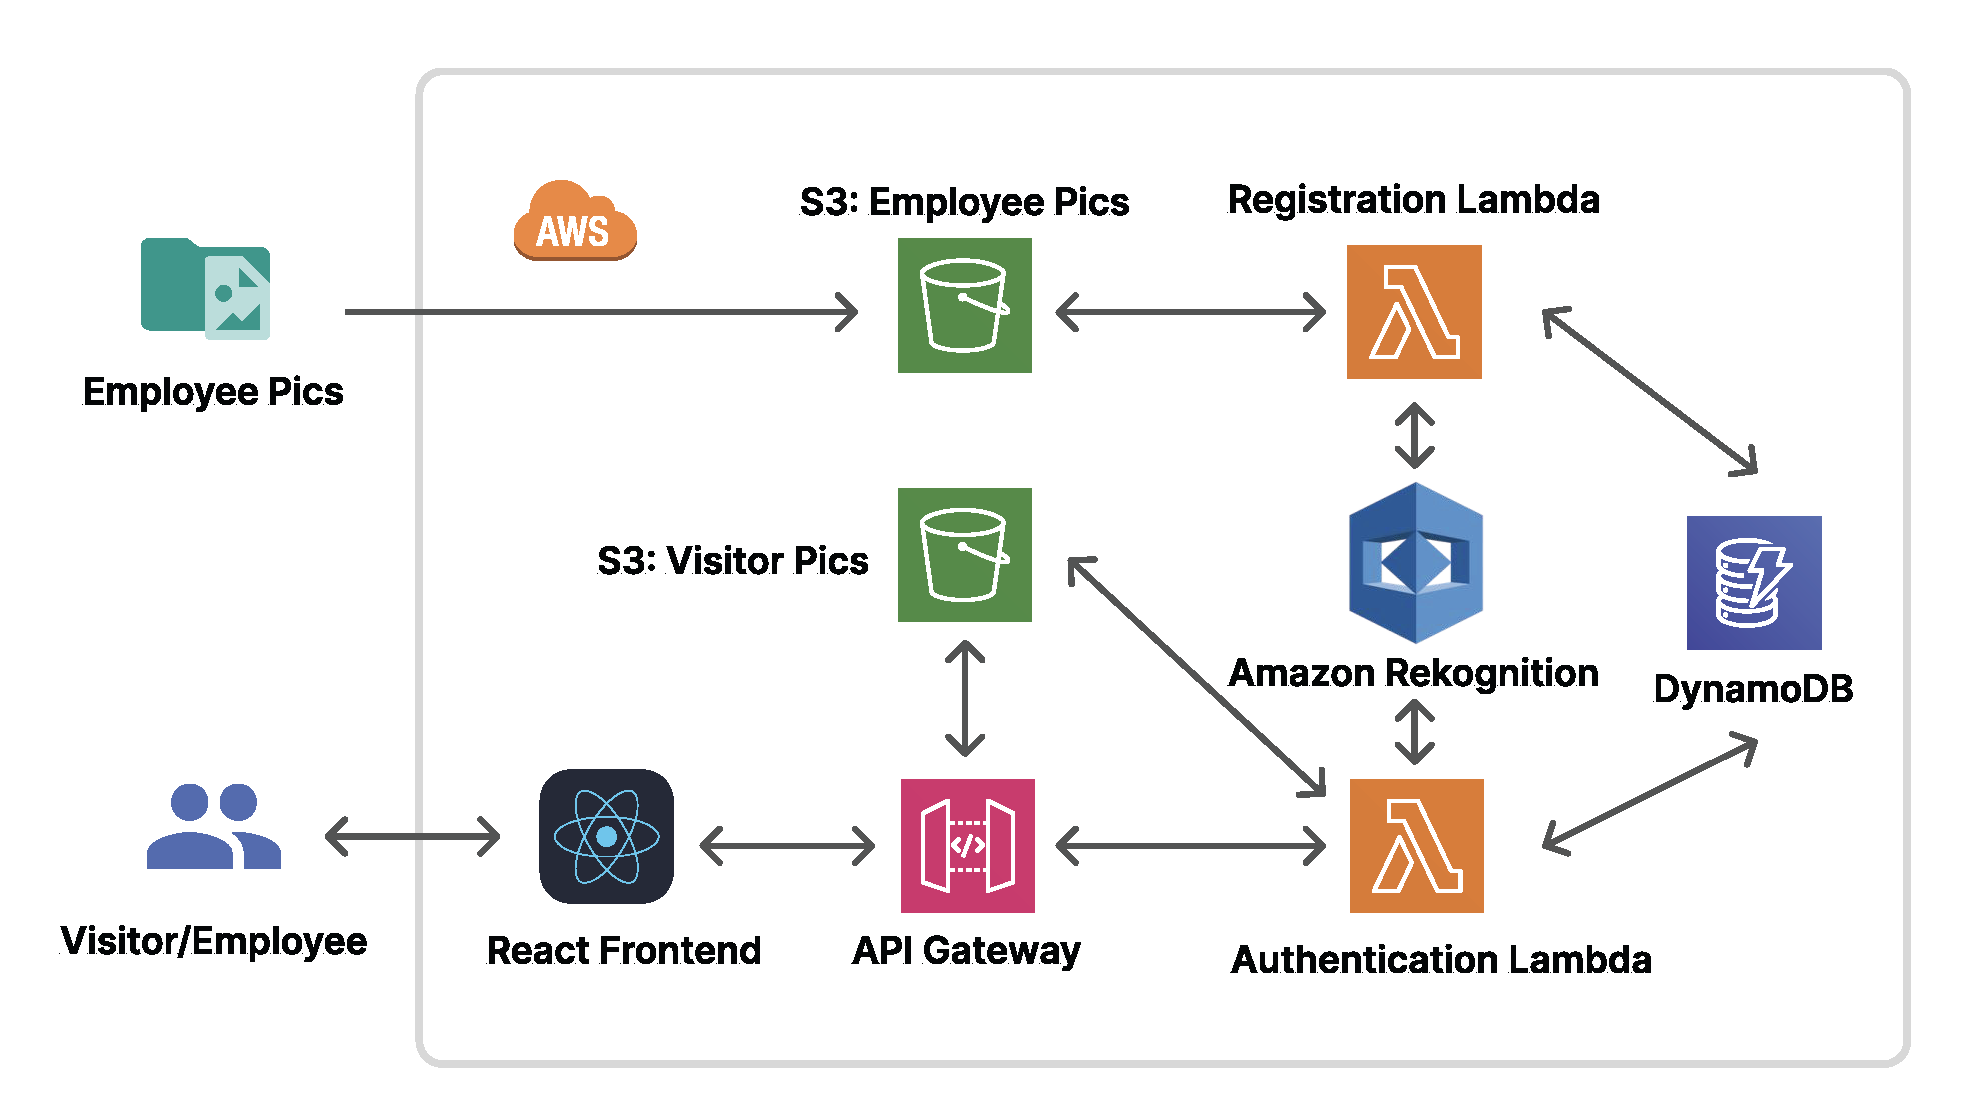 S3: Employee Pics
Registration Lambda
AWS
Employee Pics
S3: Visitor Pics
Amazon Rekognition
DynamoDB
</>
Visitor/Employee
React Frontend
API Gateway
Authentication Lambda